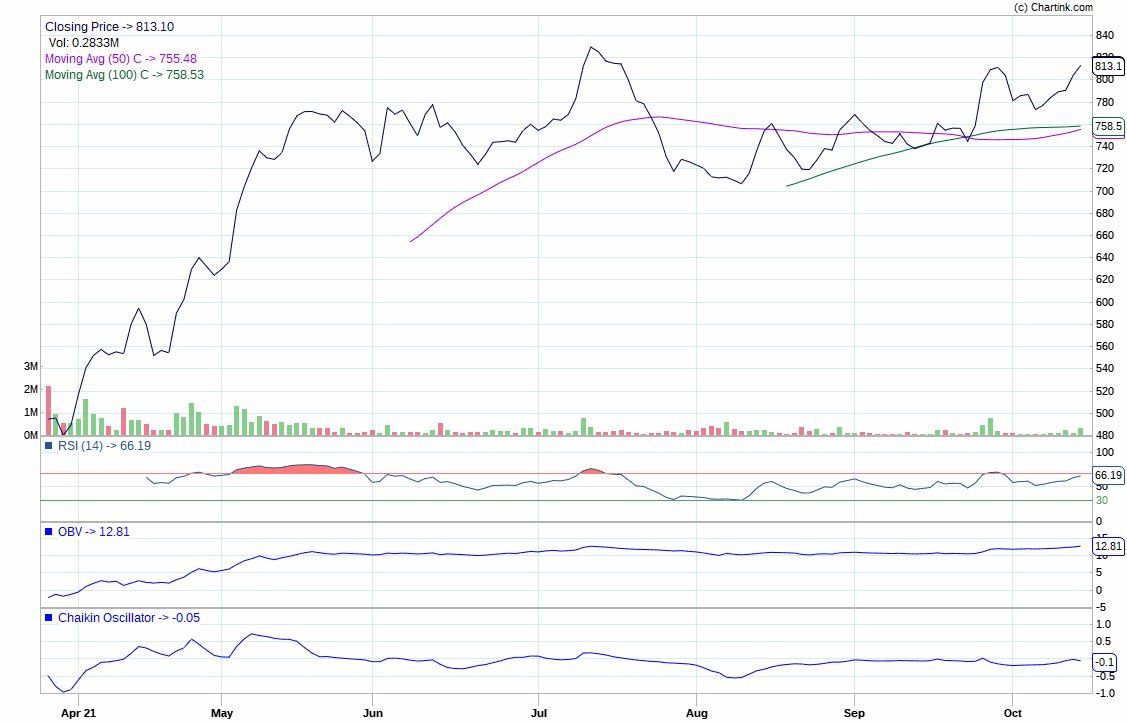 (c) Chartink.com
Closing Price -> 813.10
Vol: 0.2833M
Moving Avg (50) C -> 755.48
Moving Avg (100) C -> 758.53
840
820
813.1
800
780
758.5
740
720
700
680
660
640
620
600
580
560
540
520
500
480
3M
2M
1M
0M
RSI (14) -> 66.19
100
66.19
50
30
0
OBV -> 12.81
15
12.81
10
5
0
-5
Chaikin Oscillator -> -0.05
1.0
0.5
-0.1
-0.5
-1.0
Apr 21 May Jun Jul Aug Sep Oct